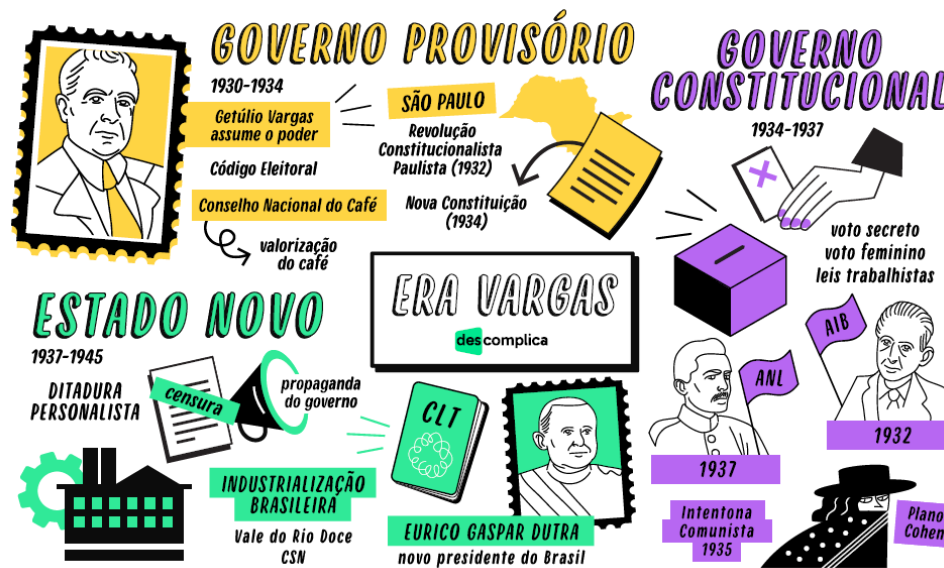 GOVERNO PROVISÓRIO
1930-1934
Getúlio Vargas
assume o poder
Código Eleitoral
Conselho Nacional do Café
valorização
do café
SÃO PAULO
Revolução
Constitucionalista
Paulista (1932)
Nova Constituição
(1934)
GOVERNO
CONSTITUCIONAL
1934-1937
voto secreto
voto feminino
leis trabalhistas
ANL
1937
AIB
1932
Intentona
Comunista
1935
Plano
Cohen
ERA VARGAS
descomplica
ESTADO NOVO
1937-1945
DITADURA
PERSONALISTA
censura
propaganda
do governo
INDUSTRIALIZAÇÃO
BRASILEIRA
Vale do Rio Doce
CSN
CLT
EURICO GASPAR DUTRA
novo presidente do Brasil